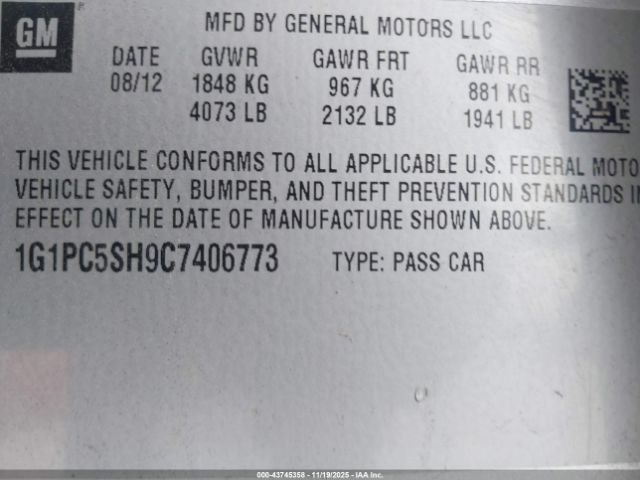 GM
MFD BY GENERAL MOTORS LLC
DATE GVWR GAWR FRT GAWR RR
08/12 1848 KG 967 KG 881 KG
4073 LB 2132 LB 1941 LB
THIS VEHICLE CONFORMS TO ALL APPLICABLE U.S. FEDERAL MOTO
VEHICLE SAFETY, BUMPER, AND THEFT PREVENTION STANDARDS IN
EFFECT ON THE DATE OF MANUFACTURE SHOWN ABOVE.
1G1PC5SH9C7406773 TYPE: PASS CAR
000-43745358 - 11/19/2025 - IAA Inc.